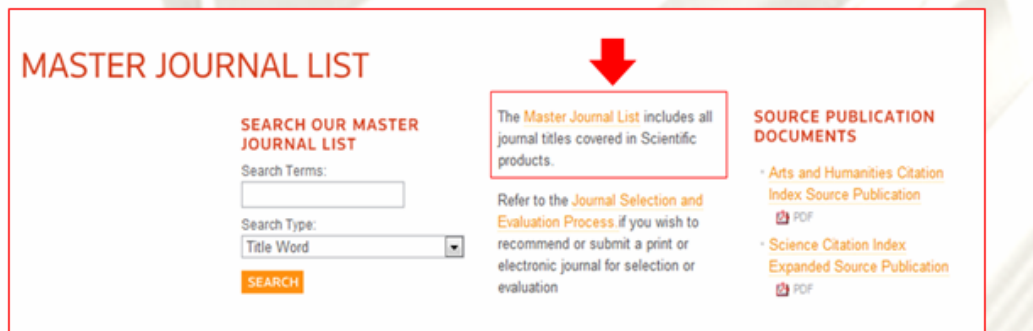 MASTER JOURNAL LIST
SEARCH OUR MASTER
JOURNAL LIST
Search Terms:
Search Type:
Title Word
SEARCH
The Master Journal List includes all
journal titles covered in Scientific
products.
Refer to the Journal Selection and
Evaluation Process if you wish to
recommend or submit a print or
electronic journal for selection or
evaluation
SOURCE PUBLICATION
DOCUMENTS
Arts and Humanities Citation
Index Source Publication
PDF
Science Citation Index
Expanded Source Publication
PDF